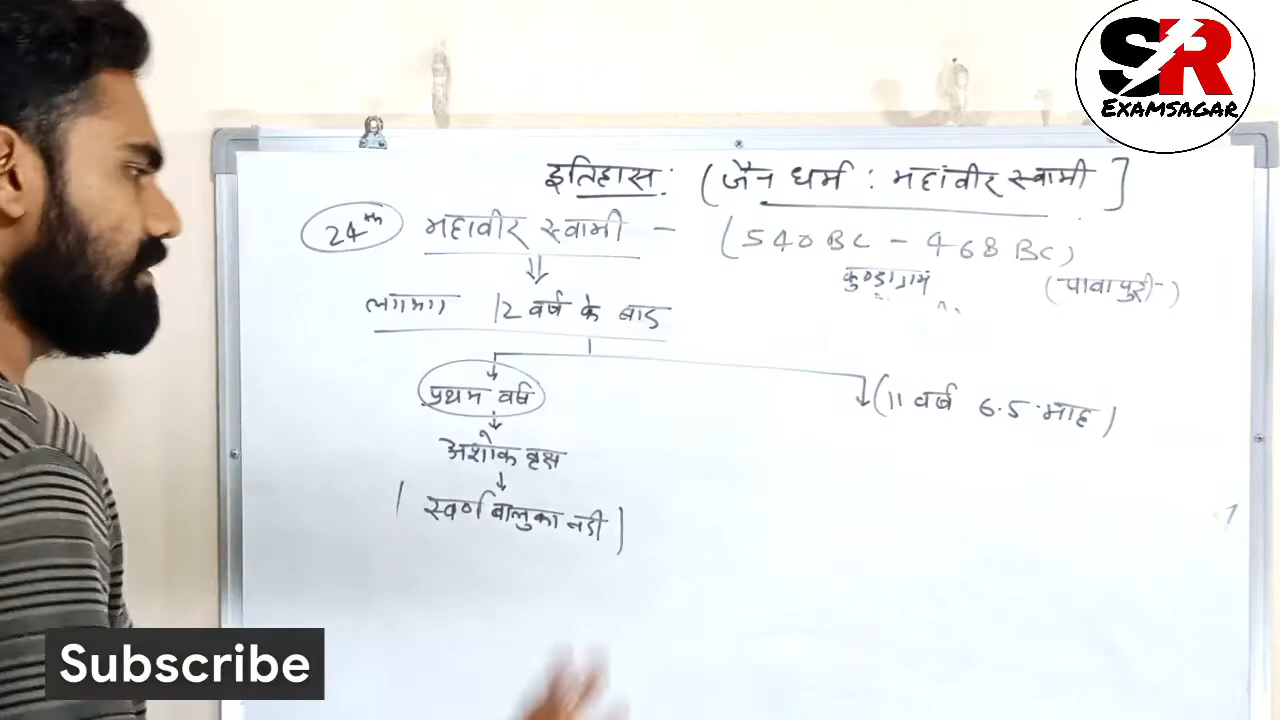 SR
EXAMSAGAR
इतिहास : (जैन धर्म : महावीर स्वामी ]
24th महावीर स्वामी - (540 BC - 468 BC)
कुण्डाग्राम (पावापुरी)
लगभग 12 वर्ष के बाद
प्रथम वर्ष (11 वर्ष 6.5 माह)
अशोक वृक्ष
( स्वर्ण बालुका नदी )
Subscribe